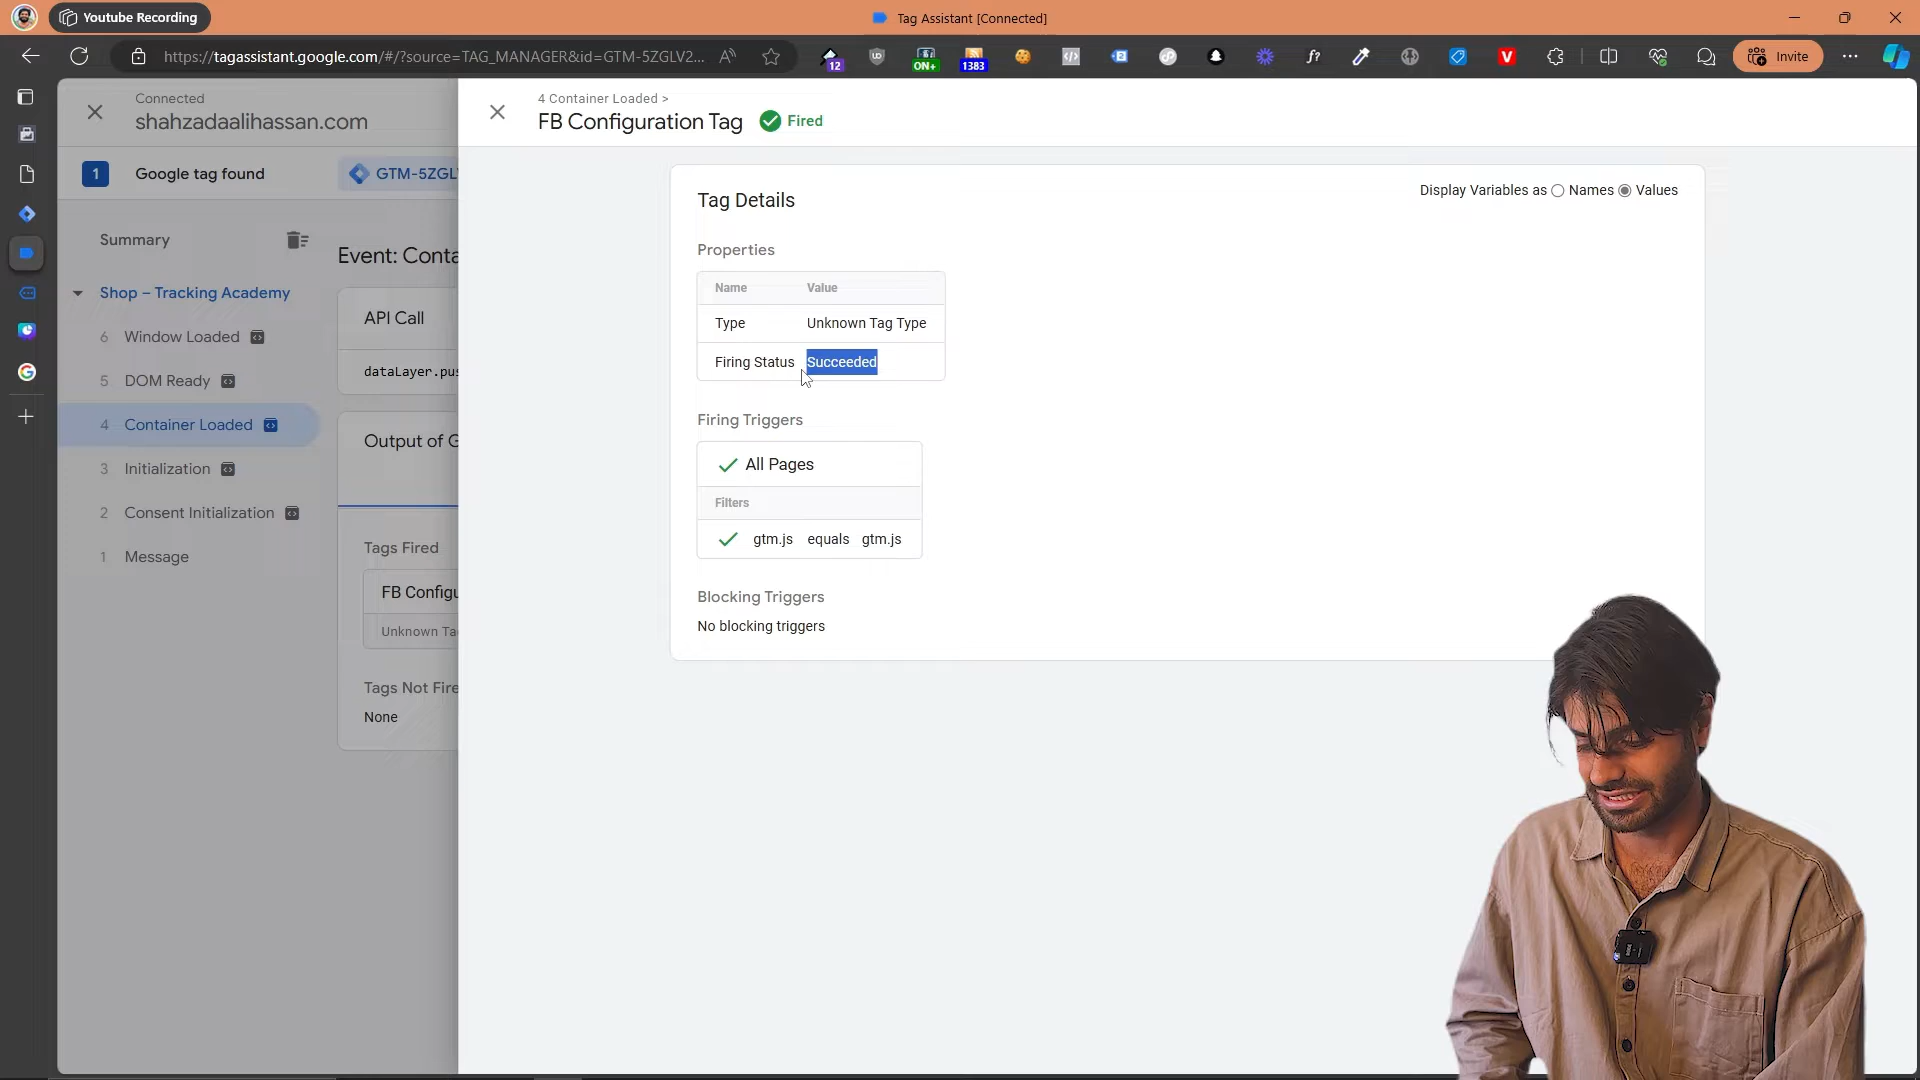 Youtube Recording
Tag Assistant [Connected]
https://tagassistant.google.com/#/?source=TAG_MANAGER&id=GTM-5ZGLV2...
12
ON+
1383
Invite
Connected
shahzadaalihassan.com
4 Container Loaded >
FB Configuration Tag
Fired
1
Google tag found
GTM-5ZGL
Summary
Event: Conta
Shop – Tracking Academy
6 Window Loaded
5 DOM Ready
4 Container Loaded
3 Initialization
2 Consent Initialization
1 Message
API Call
dataLayer.pus
Output of G
Tags Fired
FB Configu
Unknown Ta
Tags Not Fire
None
Tag Details
Display Variables as Names Values
Properties
Name Value
Type Unknown Tag Type
Firing Status Succeeded
Firing Triggers
All Pages
Filters
gtm.js equals gtm.js
Blocking Triggers
No blocking triggers